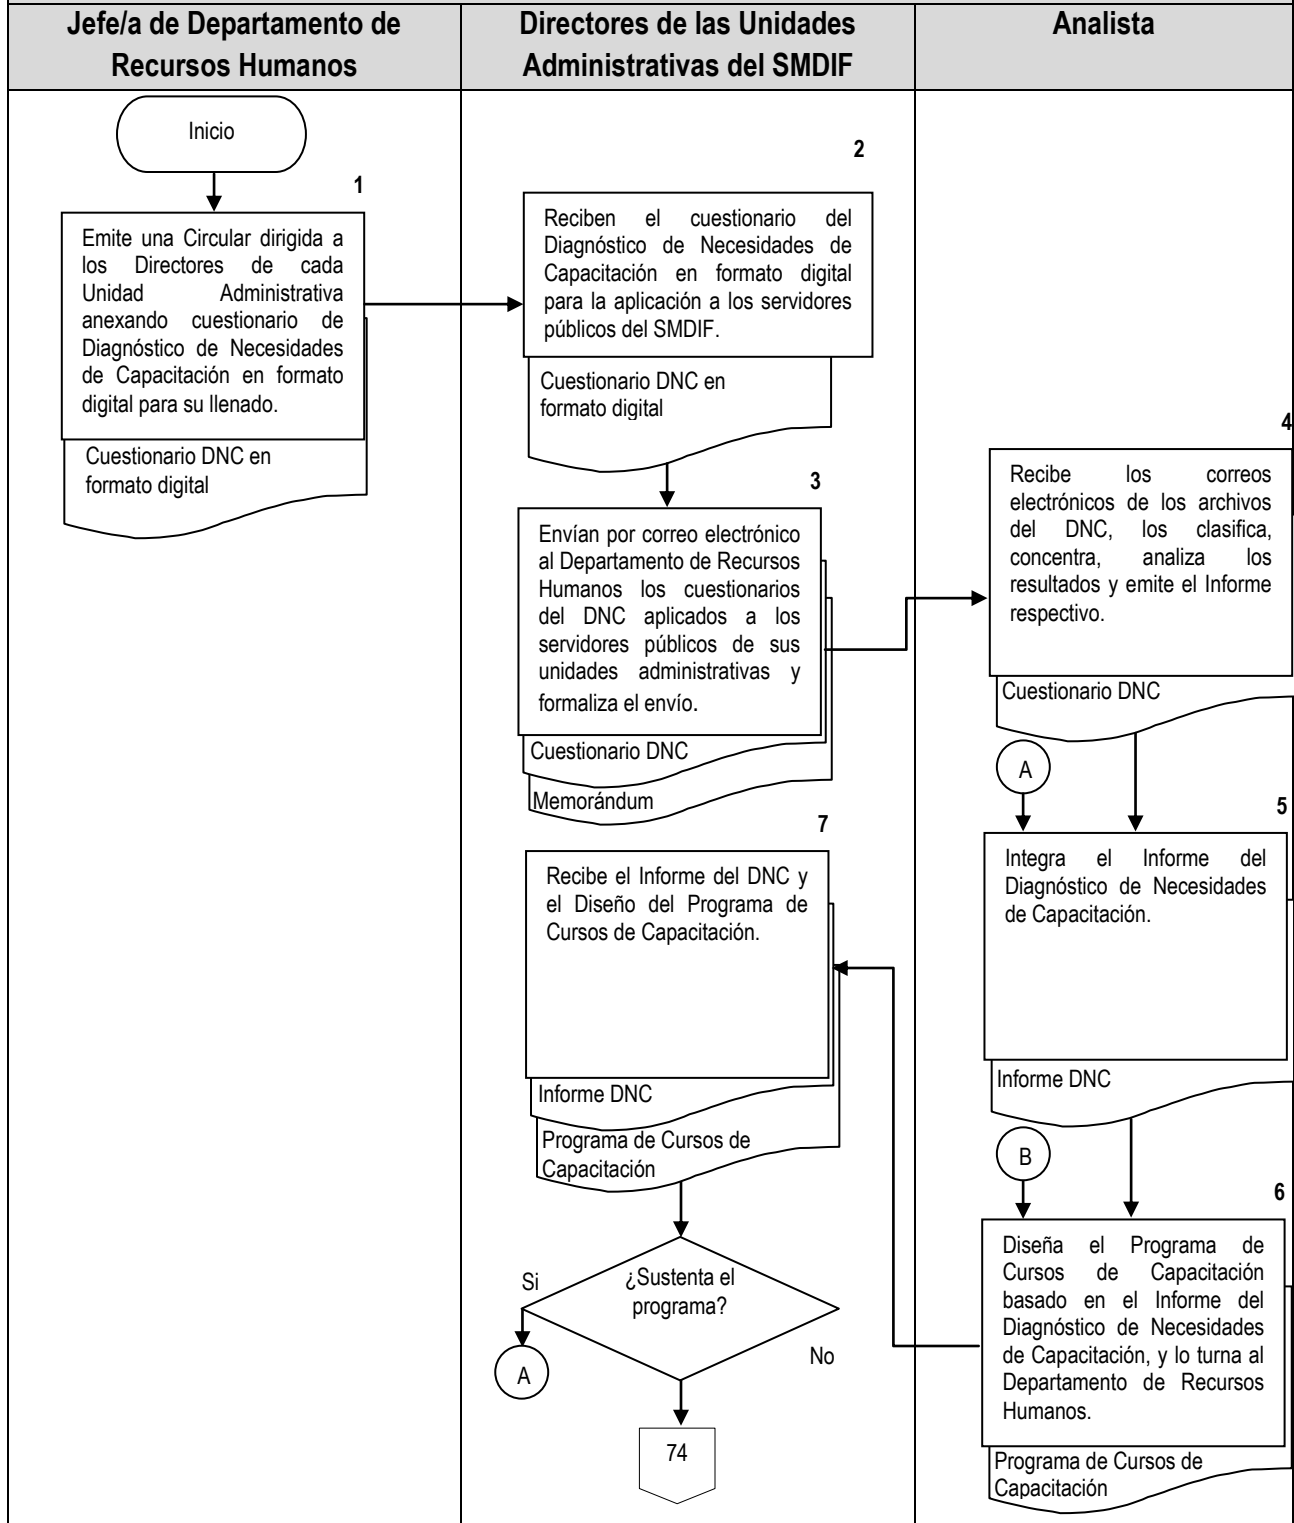 Jefe/a de Departamento de
Recursos Humanos
Directores de las Unidades
Administrativas del SMDIF
Analista
Inicio
1
Emite una Circular dirigida a
los Directores de cada
Unidad Administrativa
anexando cuestionario de
Diagnóstico de Necesidades
de Capacitación en formato
digital para su llenado.
Cuestionario DNC en
formato digital
2
Reciben el cuestionario del
Diagnóstico de Necesidades de
Capacitación en formato digital
para la aplicación a los servidores
públicos del SMDIF.
Cuestionario DNC en
formato digital
3
Envían por correo electrónico
al Departamento de Recursos
Humanos los cuestionarios
del DNC aplicados a los
servidores públicos de sus
unidades administrativas y
formaliza el envío.
Cuestionario DNC
Memorándum
4
Recibe los correos
electrónicos de los archivos
del DNC, los clasifica,
concentra, analiza los
resultados y emite el Informe
respectivo.
Cuestionario DNC
A
5
Integra el Informe del
Diagnóstico de Necesidades
de Capacitación.
Informe DNC
B
6
Diseña el Programa de
Cursos de Capacitación
basado en el Informe del
Diagnóstico de Necesidades
de Capacitación, y lo turna al
Departamento de Recursos
Humanos.
Programa de Cursos de
Capacitación
7
Recibe el Informe del DNC y
el Diseño del Programa de
Cursos de Capacitación.
Informe DNC
Programa de Cursos de
Capacitación
¿Sustenta el
programa?
Si
No
A
74